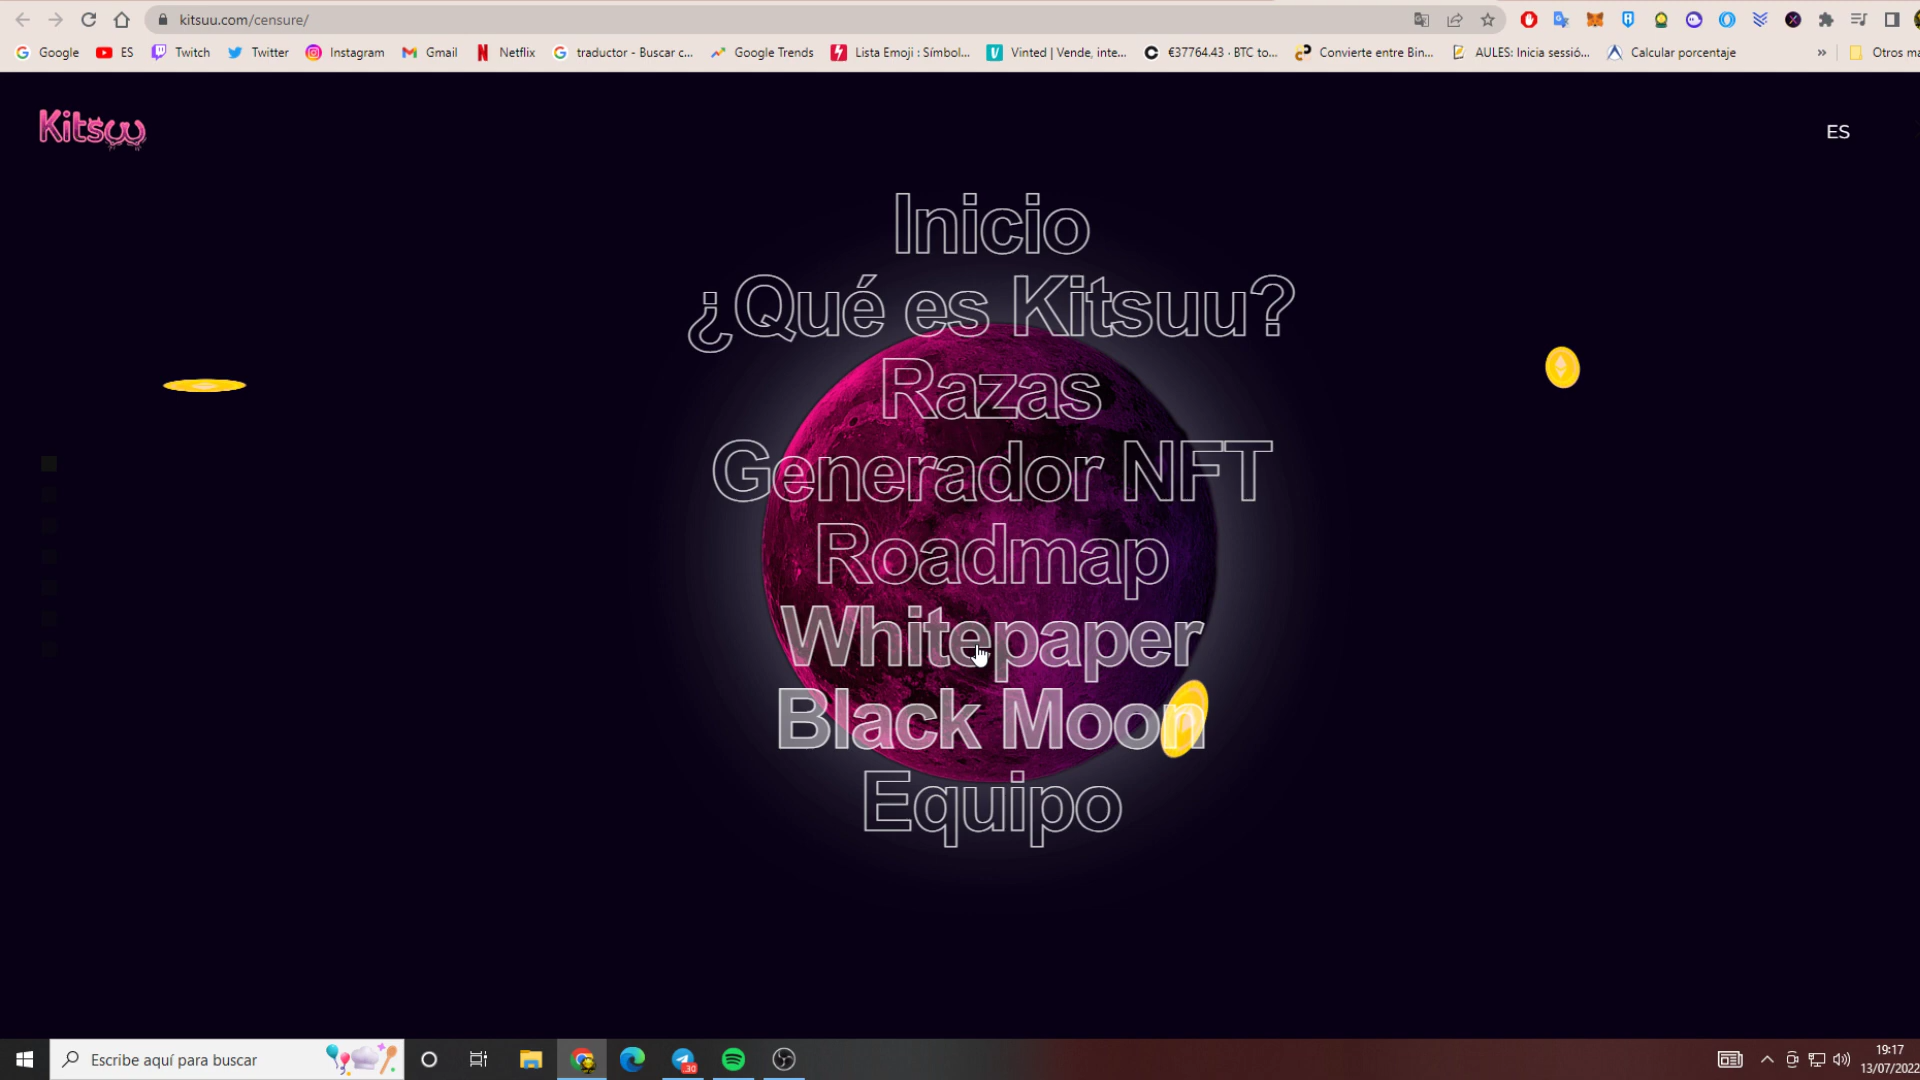 kitsuu.com/censure/
Google ES Twitch Twitter Instagram Gmail Netflix traductor - Buscar c... Google Trends Lista Emoji : Símbol... Vinted | Vende, inte... €37764.43 · BTC to... Convierte entre Bin... AULES: Inicia sessió... Calcular porcentaje » Otros ma
Kitsuu
ES
Inicio
¿Qué es Kitsuu?
Razas
Generador NFT
Roadmap
Whitepaper
Black Moon
Equipo
Escribe aquí para buscar
30
19:17
13/07/2022